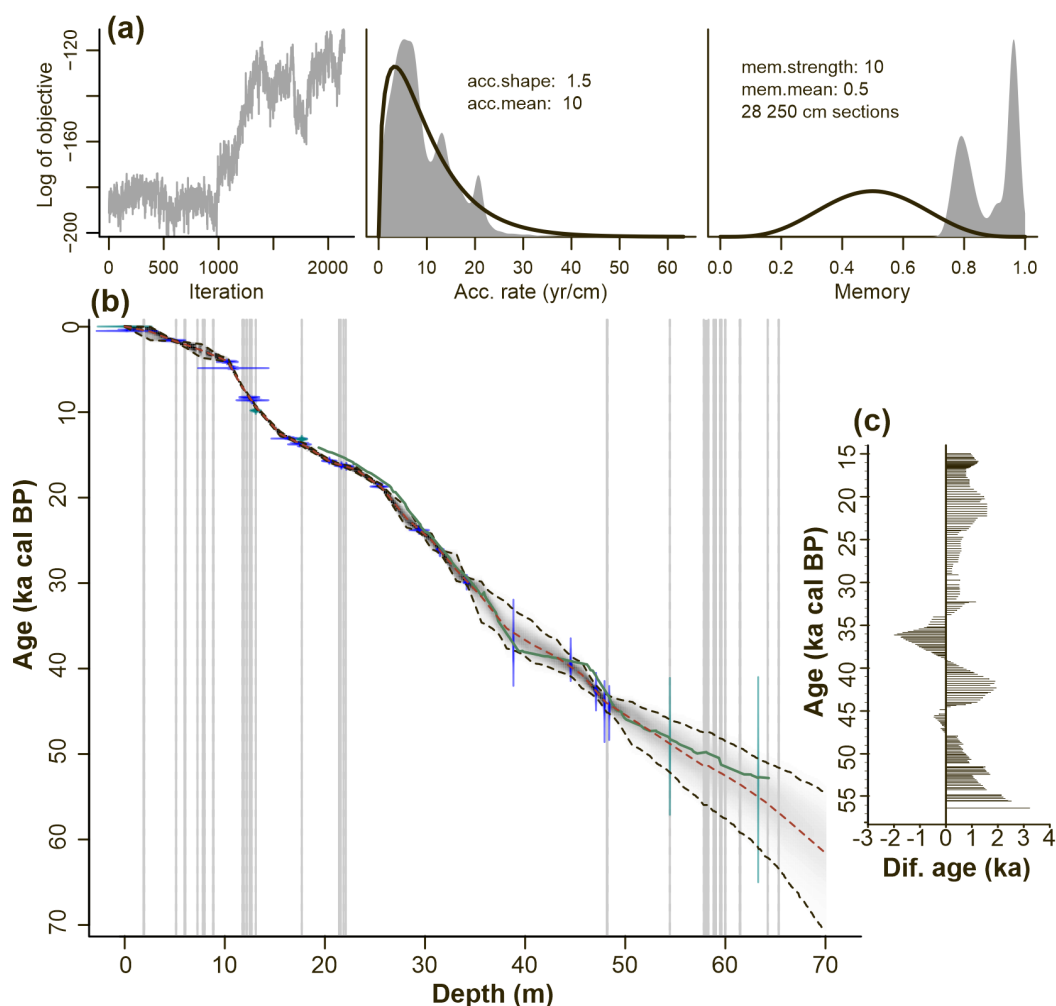 (a)
Log of objective
-120
-160
-200
0 500 1000 2000
Iteration
acc.shape: 1.5
acc.mean: 10
0 10 20 30 40 50 60
Acc. rate (yr/cm)
mem.strength: 10
mem.mean: 0.5
28 250 cm sections
0.0 0.2 0.4 0.6 0.8 1.0
Memory
(b)
Age (ka cal BP)
0
10
20
30
40
50
60
70
0 10 20 30 40 50 60 70
Depth (m)
(c)
Age (ka cal BP)
15
20
25
30
35
40
45
50
55
-3 -2 -1 0 1 2 3 4
Dif. age (ka)